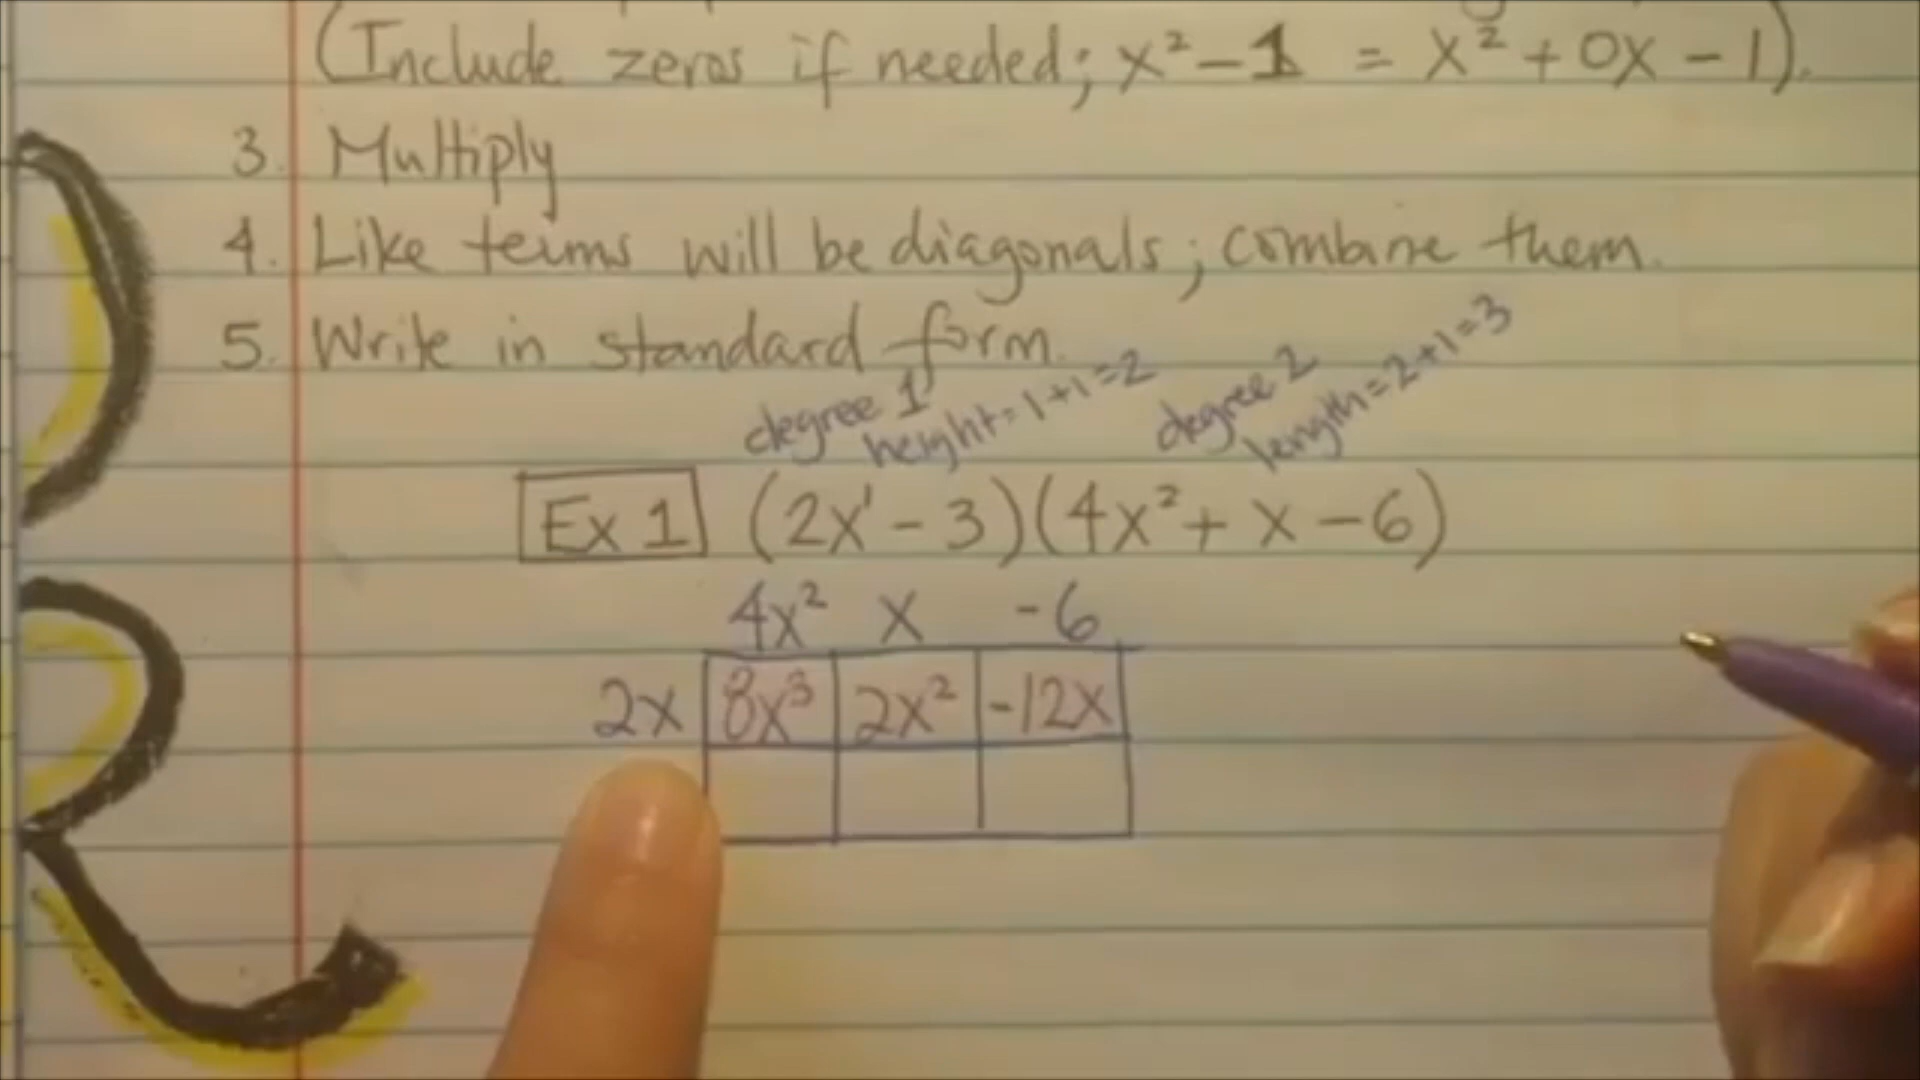 (Include zeros if needed; x² - 1 = x² + 0x - 1).
3. Multiply
4. Like terms will be diagonals; combine them.
5. Write in standard form.
degree 1 degree 2
height = 1+1=2 length = 2+1=3
Ex 1 (2x¹ - 3)(4x² + x - 6)
4x² x -6
2x 8x³ 2x² -12x